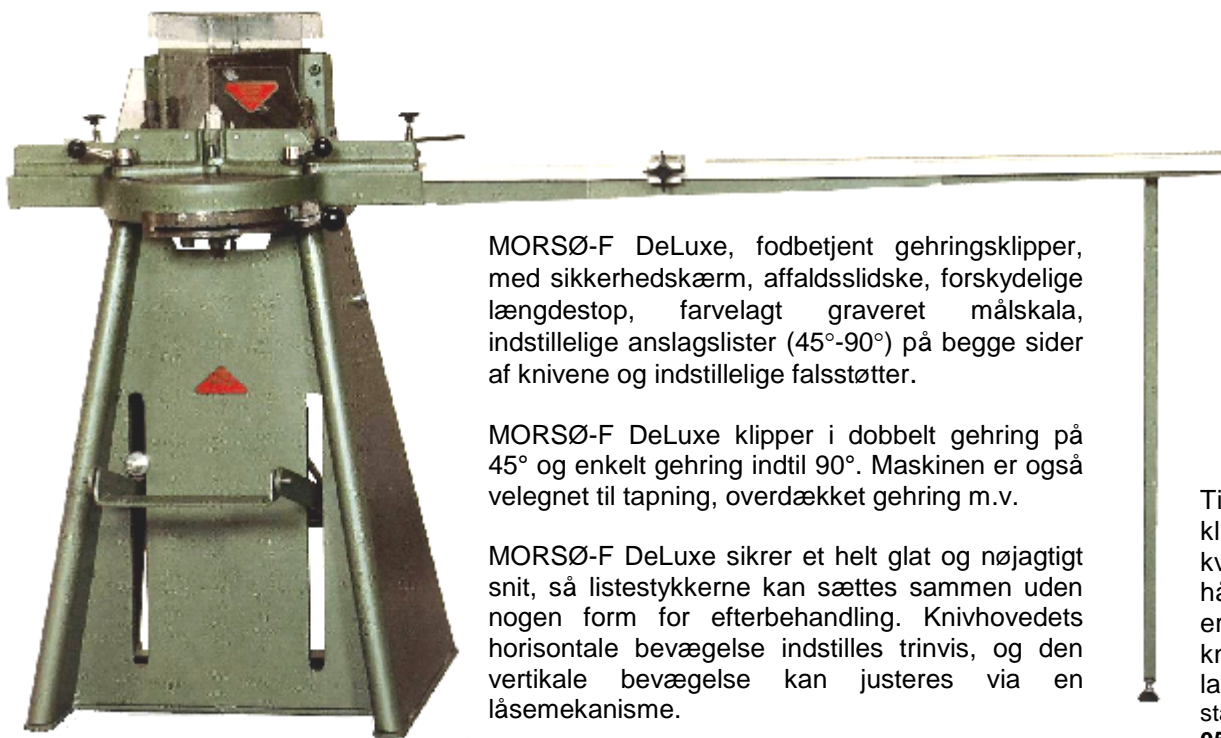 MORSØ-F DeLuxe, fodbetjent gehringsklipper,
med sikkerhedskærm, affaldsslidske, forskydelige
længdestop, farvelagt graveret målskala,
indstillelige anslagslister (45°-90°) på begge sider
af knivene og indstillelige falsstøtter.
MORSØ-F DeLuxe klipper i dobbelt gehring på
45° og enkelt gehring indtil 90°. Maskinen er også
velegnet til tapning, overdækket gehring m.v.
MORSØ-F DeLuxe sikrer et helt glat og nøjagtigt
snit, så listestykkerne kan sættes sammen uden
nogen form for efterbehandling. Knivhovedets
horisontale bevægelse indstilles trinvis, og den
vertikale bevægelse kan justeres via en
låsemekanisme.